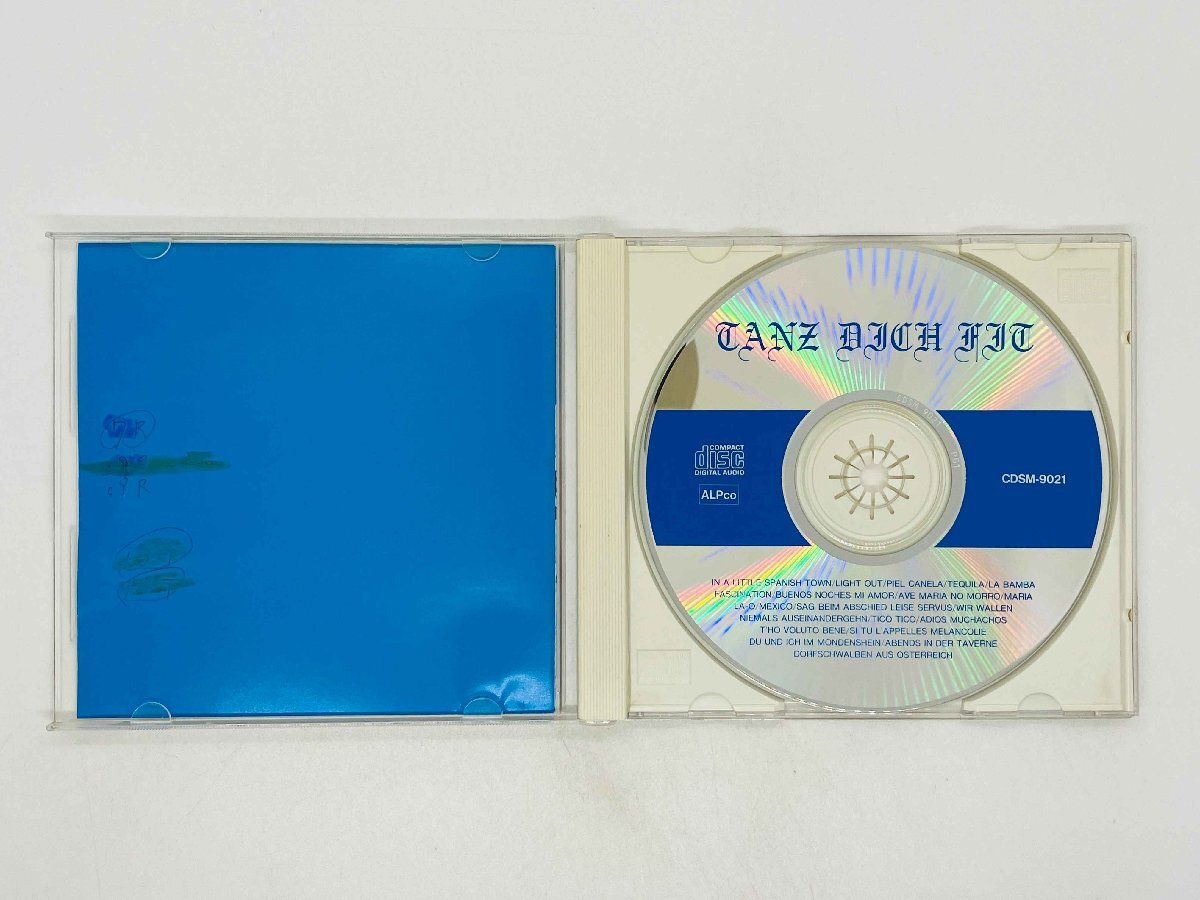 TANZ DICH FIT
COMPACT
disc
DIGITAL AUDIO
ALPco
CDSM-9021
IN A LITTLE SPANISH TOWN/LIGHT OUT/PIEL CANELA/TEQUILA/LA BAMBA
FASCINATION/BUENOS NOCHES MI AMOR/AVE MARIA NO MORRO/MARIA
LA-O/MEXICO/SAG BEIM ABSCHIED LEISE SERVUS/WIR WALLEN
NIEMALS AUSEINANDERGEHN/TICO TICO/ADIOS MUCHACHOS
T'HO VOLUTO BENE/SI TU L'APPELLES MELANCOLIE
DU UND ICH IM MONDENSHEIN/ABENDS IN DER TAVERNE
DOHFSCHWALBEN AUS OSTERREICH